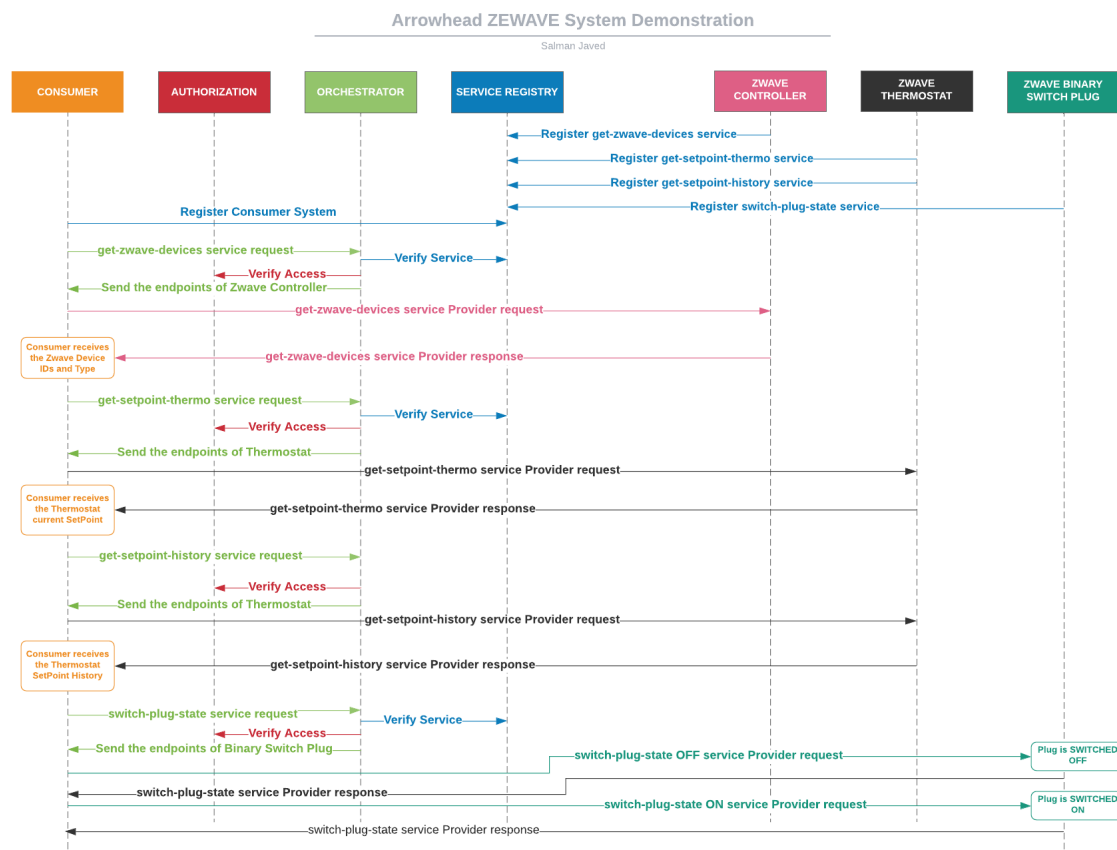 Arrowhead ZEWAVE System Demonstration
Salman Javed
CONSUMER
AUTHORIZATION
ORCHESTRATOR
SERVICE REGISTRY
ZWAVE
CONTROLLER
ZWAVE
THERMOSTAT
ZWAVE BINARY
SWITCH PLUG
Register get-zwave-devices service
Register get-setpoint-thermo service
Register get-setpoint-history service
Register switch-plug-state service
Register Consumer System
get-zwave-devices service request
Verify Service
Verify Access
Send the endpoints of Zwave Controller
get-zwave-devices service Provider request
Consumer receives
the Zwave Device
IDs and Type
get-zwave-devices service Provider response
get-setpoint-thermo service request
Verify Service
Verify Access
Send the endpoints of Thermostat
get-setpoint-thermo service Provider request
Consumer receives
the Thermostat
current SetPoint
get-setpoint-thermo service Provider response
get-setpoint-history service request
Verify Access
Send the endpoints of Thermostat
get-setpoint-history service Provider request
Consumer receives
the Thermostat
SetPoint History
get-setpoint-history service Provider response
switch-plug-state service request
Verify Service
Verify Access
Send the endpoints of Binary Switch Plug
switch-plug-state OFF service Provider request
Plug is SWITCHED
OFF
switch-plug-state service Provider response
switch-plug-state ON service Provider request
Plug is SWITCHED
ON
switch-plug-state service Provider response